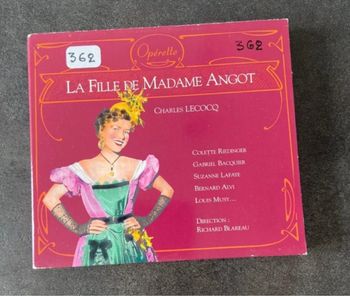 Opérette
362
362
LA FILLE DE MADAME ANGOT
CHARLES LECOCQ
COLETTE RIEDINGER
GABRIEL BACQUIER
SUZANNE LAFAYE
BERNARD ALVI
LOUIS MUSY...
DIRECTION :
RICHARD BLAREAU